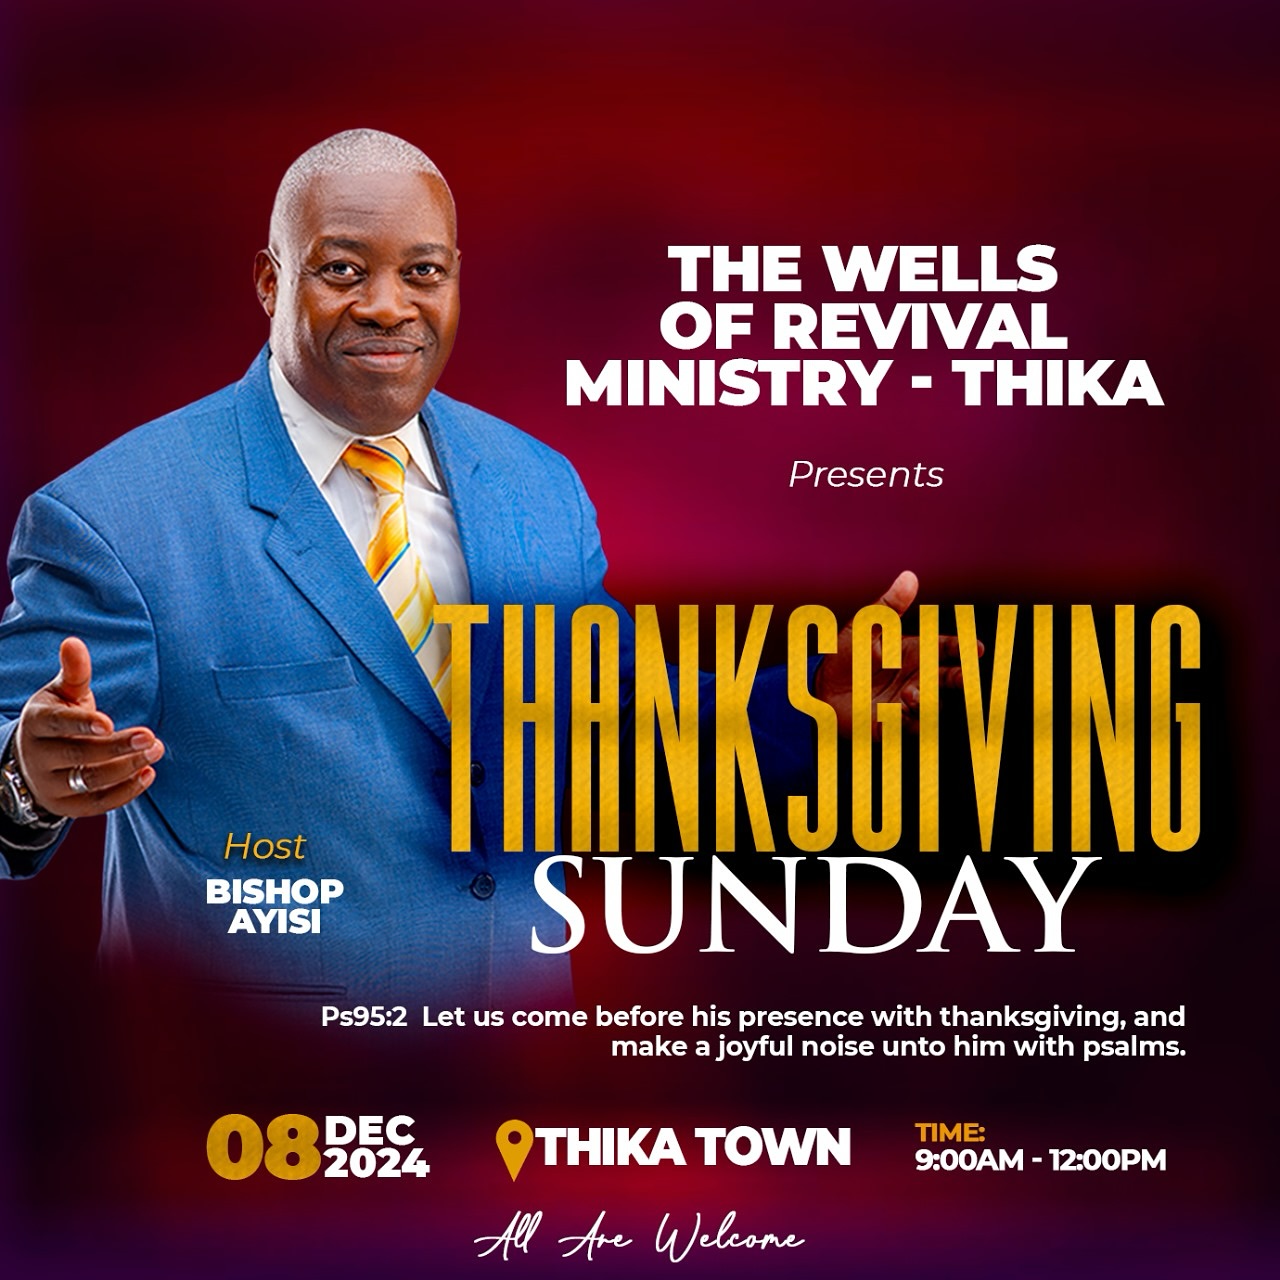 THE WELLS
OF REVIVAL
MINISTRY - THIKA
Presents
THANKSGIVING
SUNDAY
Host
BISHOP
AYISI
Ps95:2 Let us come before his presence with thanksgiving, and
make a joyful noise unto him with psalms.
08 DEC
2024
THIKA TOWN
TIME:
9:00AM - 12:00PM
All Are Welcome